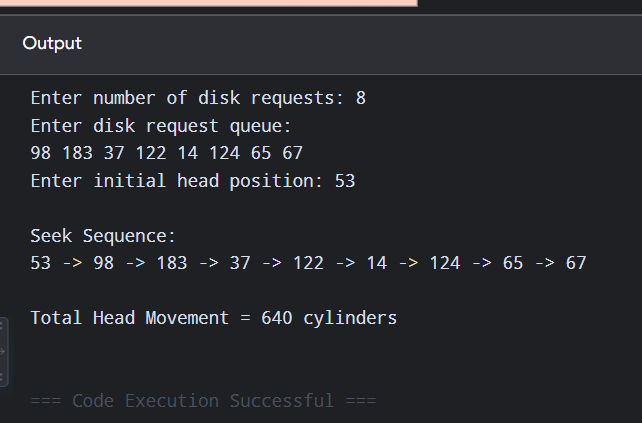 Output
Enter number of disk requests: 8
Enter disk request queue:
98 183 37 122 14 124 65 67
Enter initial head position: 53
Seek Sequence:
53 -> 98 -> 183 -> 37 -> 122 -> 14 -> 124 -> 65 -> 67
Total Head Movement = 640 cylinders
=== Code Execution Successful ===